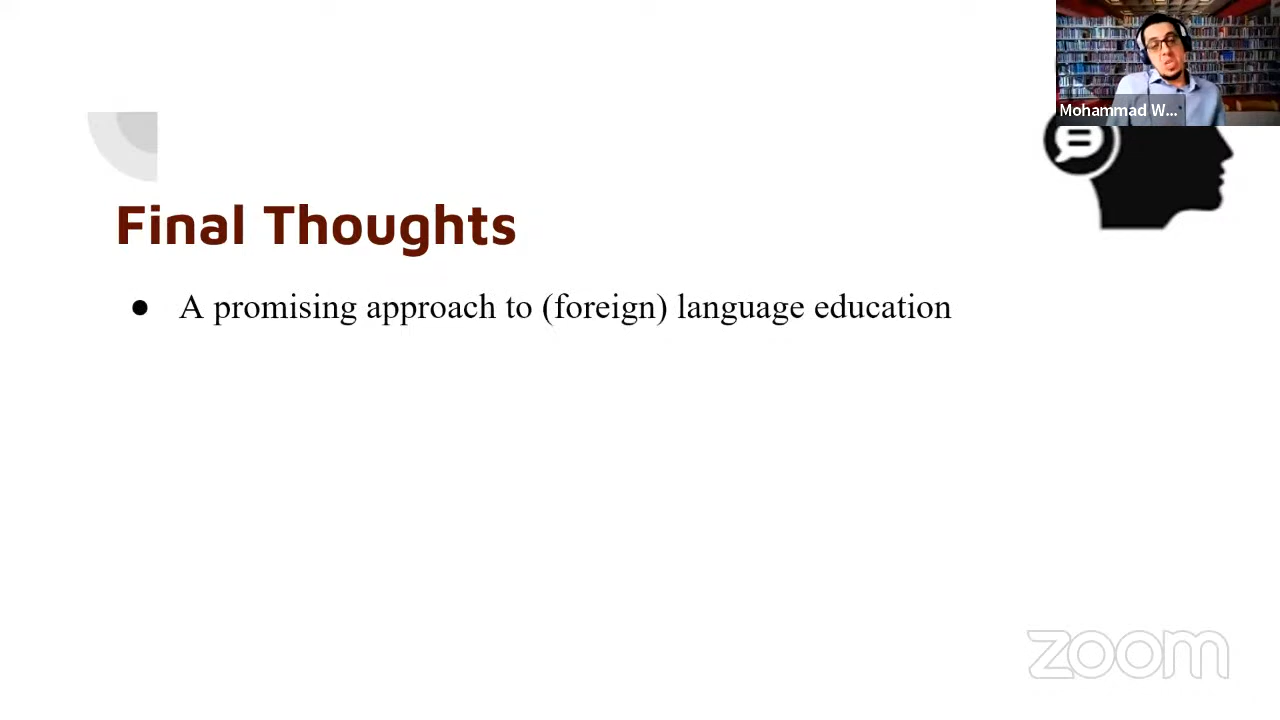 Mohammad W...
Final Thoughts
● A promising approach to (foreign) language education
zoom